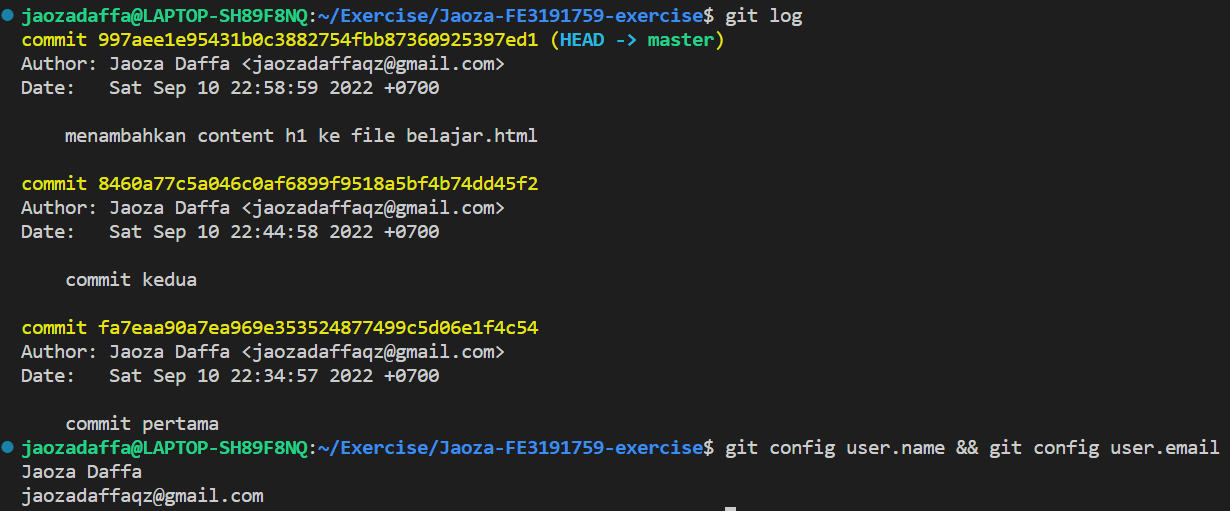 jaozadaffa@LAPTOP-SH89F8NQ:~/Exercise/Jaoza-FE3191759-exercise$ git log
commit 997aee1e95431b0c3882754fbb87360925397ed1 (HEAD -> master)
Author: Jaoza Daffa <jaozadaffaqz@gmail.com>
Date:   Sat Sep 10 22:58:59 2022 +0700
    menambahkan content h1 ke file belajar.html
commit 8460a77c5a046c0af6899f9518a5bf4b74dd45f2
Author: Jaoza Daffa <jaozadaffaqz@gmail.com>
Date:   Sat Sep 10 22:44:58 2022 +0700
    commit kedua
commit fa7eaa90a7ea969e353524877499c5d06e1f4c54
Author: Jaoza Daffa <jaozadaffaqz@gmail.com>
Date:   Sat Sep 10 22:34:57 2022 +0700
    commit pertama
jaozadaffa@LAPTOP-SH89F8NQ:~/Exercise/Jaoza-FE3191759-exercise$ git config user.name && git config user.email
Jaoza Daffa
jaozadaffaqz@gmail.com